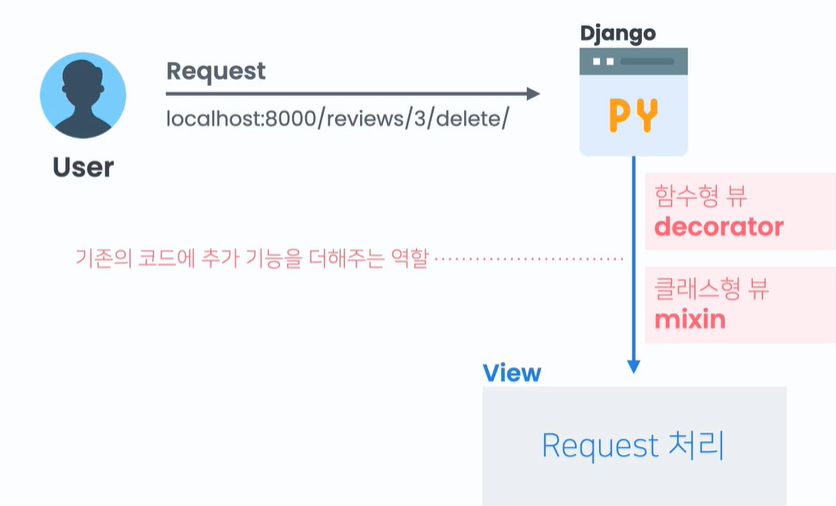 Django
Request
PY
localhost:8000/reviews/3/delete/
User
함수형 뷰
decorator
기존의 코드에 추가 기능을 더해주는 역할
클래스형 뷰
mixin
View
Request 처리